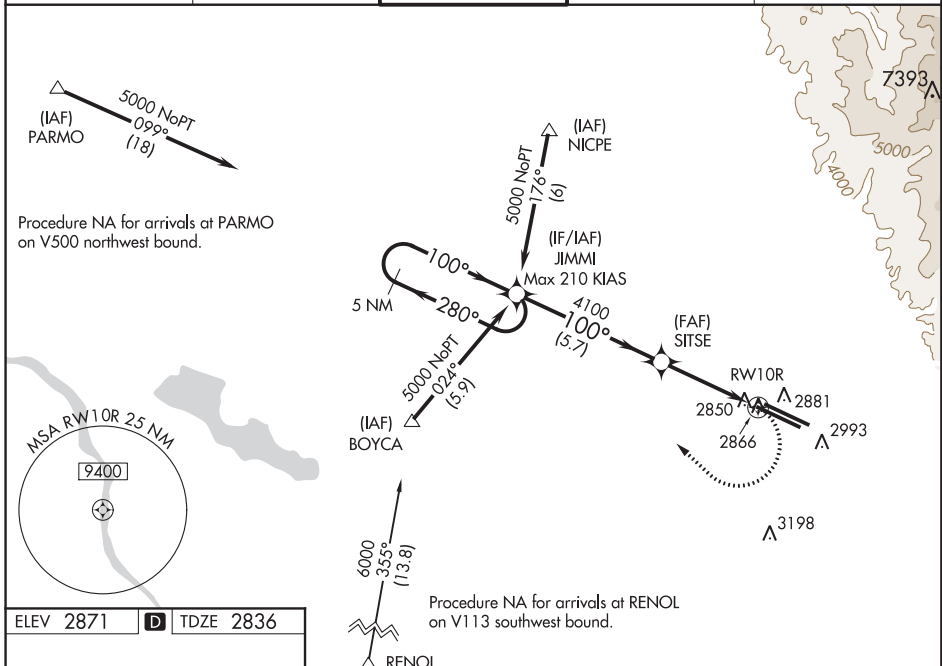 7393
5000
4000
(IAF)
PARMO
5000 NoPT
099°
(18)
Procedure NA for arrivals at PARMO
on V500 northwest bound.
(IAF)
NICPE
5000 NoPT
176°
(6)
(IF/IAF)
JIMMI
Max 210 KIAS
100°
280°
5 NM
4100
100°
(5.7)
(FAF)
SITSE
5000 NoPT
024°
(5.9)
(IAF)
BOYCA
RW10R
2850
2881
2866
2993
3198
MSA RW10R 25 NM
9400
6000
355°
(13.8)
Procedure NA for arrivals at RENOL
on V113 southwest bound.
ELEV 2871 D TDZE 2836
RENOL